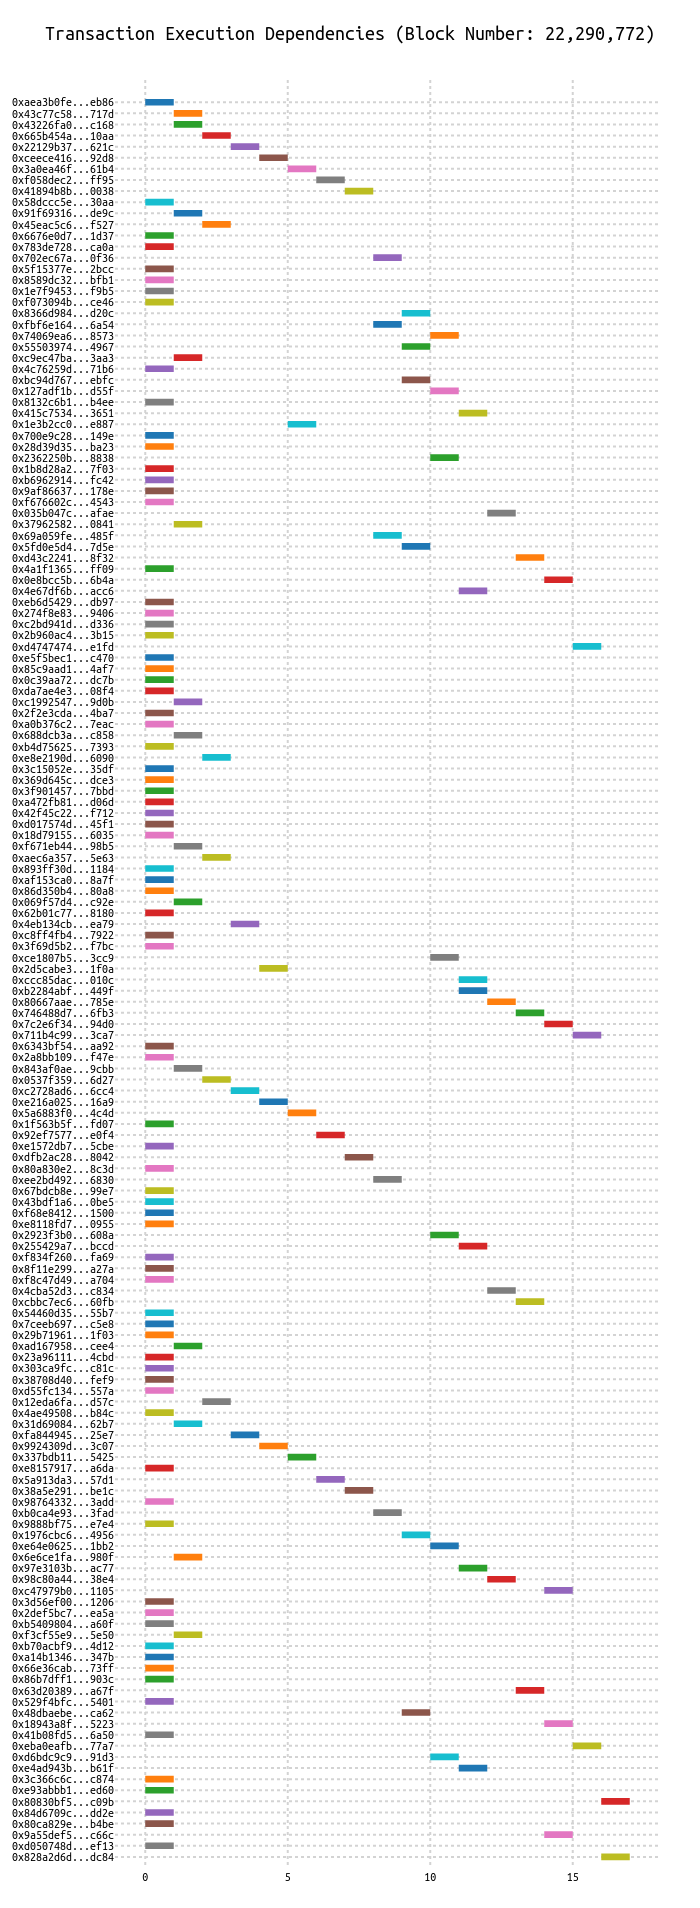 Transaction Execution Dependencies (Block Number: 22,290,772)
0xaea3b0fe...eb86
0x43c77c58...717d
0x43226fa0...c168
0x665b454a...10aa
0x22129b37...621c
0xceece416...92d8
0x3a0ea46f...61b4
0xf058dec2...ff95
0x41894b8b...0038
0x58dccc5e...30aa
0x91f69316...de9c
0x45eac5c6...f527
0x6676e0d7...1d37
0x783de728...ca0a
0x702ec67a...0f36
0x5f15377e...2bcc
0x8589dc32...bfb1
0x1e7f9453...f9b5
0xf073094b...ce46
0x8366d984...d20c
0xfbf6e164...6a54
0x74069ea6...8573
0x55503974...4967
0xc9ec47ba...3aa3
0x4c76259d...71b6
0xbc94d767...ebfc
0x127adf1b...d55f
0x8132c6b1...b4ee
0x415c7534...3651
0x1e3b2cc0...e887
0x700e9c28...149e
0x28d39d35...ba23
0x2362250b...8838
0x1b8d28a2...7f03
0xb6962914...fc42
0x9af86637...178e
0xf676602c...4543
0x035b047c...afae
0x37962582...0841
0x69a059fe...485f
0x5fd0e5d4...7d5e
0xd43c2241...8f32
0x4a1f1365...ff09
0x0e8bcc5b...6b4a
0x4e67df6b...acc6
0xeb6d5429...db97
0x274f8e83...9406
0xc2bd941d...d336
0x2b960ac4...3b15
0xd4747474...e1fd
0xe5f5bec1...c470
0x85c9aad1...4af7
0x0c39aa72...dc7b
0xda7ae4e3...08f4
0xc1992547...9d0b
0x2f2e3cda...4ba7
0xa0b376c2...7eac
0x688dcb3a...c858
0xb4d75625...7393
0xe8e2190d...6090
0x3c15052e...35df
0x369d645c...dce3
0x3f901457...7bbd
0xa472fb81...d06d
0x42f45c22...f712
0xd017574d...45f1
0x18d79155...6035
0xf671eb44...98b5
0xaec6a357...5e63
0x893ff30d...1184
0xaf153ca0...8a7f
0x86d350b4...80a8
0x069f57d4...c92e
0x62b01c77...8180
0x4eb134cb...ea79
0xc8ff4fb4...7922
0x3f69d5b2...f7bc
0xce1807b5...3cc9
0x2d5cabe3...1f0a
0xccc85dac...010c
0xb2284abf...449f
0x80667aae...785e
0x746488d7...6fb3
0x7c2e6f34...94d0
0x711b4c99...3ca7
0x6343bf54...aa92
0x2a8bb109...f47e
0x843af0ae...9cbb
0x0537f359...6d27
0xc2728ad6...6cc4
0xe216a025...16a9
0x5a6883f0...4c4d
0x1f563b5f...fd07
0x92ef7577...e0f4
0xe1572db7...5cbe
0xdfb2ac28...8042
0x80a830e2...8c3d
0xee2bd492...6830
0x67bdcb8e...99e7
0x43bdf1a6...0be5
0xf68e8412...1500
0xe8118fd7...0955
0x2923f3b0...608a
0x255429a7...bccd
0xf834f260...fa69
0x8f11e299...a27a
0xf8c47d49...a704
0x4cba52d3...c834
0xcbbc7ec6...60fb
0x54460d35...55b7
0x7ceeb697...c5e8
0x29b71961...1f03
0xad167958...cee4
0x23a96111...4cbd
0x303ca9fc...c81c
0x38708d40...fef9
0xd55fc134...557a
0x12eda6fa...d57c
0x4ae49508...b84c
0x31d69084...62b7
0xfa844945...25e7
0x9924309d...3c07
0x337bdb11...5425
0xe8157917...a6da
0x5a913da3...57d1
0x38a5e291...be1c
0x98764332...3add
0xb0ca4e93...3fad
0x9888bf75...e7e4
0x1976cbc6...4956
0xe64e0625...1bb2
0x6e6ce1fa...980f
0x97e3103b...ac77
0x98c80a44...38e4
0xc47979b0...1105
0x3d56ef00...1206
0x2def5bc7...ea5a
0xb5409804...a60f
0xf3cf55e9...5e50
0xb70acbf9...4d12
0xa14b1346...347b
0x66e36cab...73ff
0x86b7dff1...903c
0x63d20389...a67f
0x529f4bfc...5401
0x48dbaebe...ca62
0x18943a8f...5223
0x41b08fd5...6a50
0xeba0eafb...77a7
0xd6bdc9c9...91d3
0xe4ad943b...b61f
0x3c366c6c...c874
0xe93abbb1...ed60
0x80830bf5...c09b
0x84d6709c...dd2e
0x80ca829e...b4be
0x9a55def5...c66c
0xd050748d...ef13
0x828a2d6d...dc84
0 5 10 15